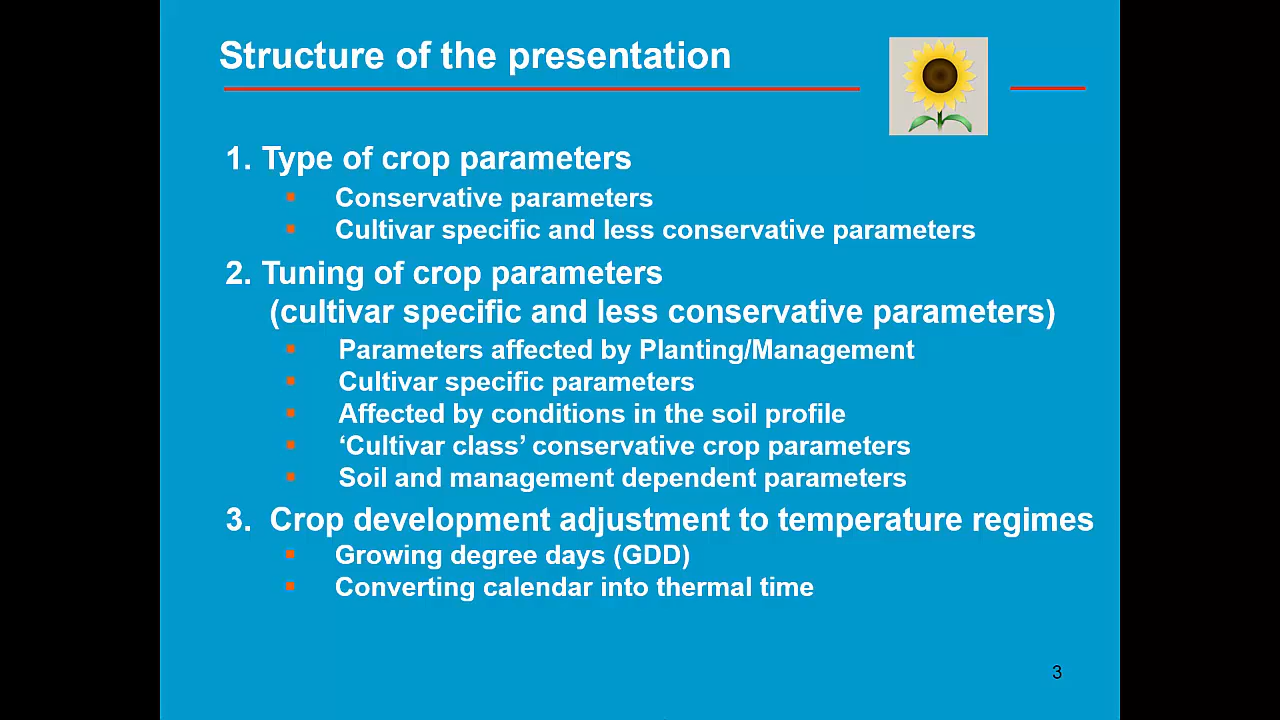 Structure of the presentation
1. Type of crop parameters
▪ Conservative parameters
▪ Cultivar specific and less conservative parameters
2. Tuning of crop parameters
(cultivar specific and less conservative parameters)
▪ Parameters affected by Planting/Management
▪ Cultivar specific parameters
▪ Affected by conditions in the soil profile
▪ ‘Cultivar class’ conservative crop parameters
▪ Soil and management dependent parameters
3. Crop development adjustment to temperature regimes
▪ Growing degree days (GDD)
▪ Converting calendar into thermal time
3